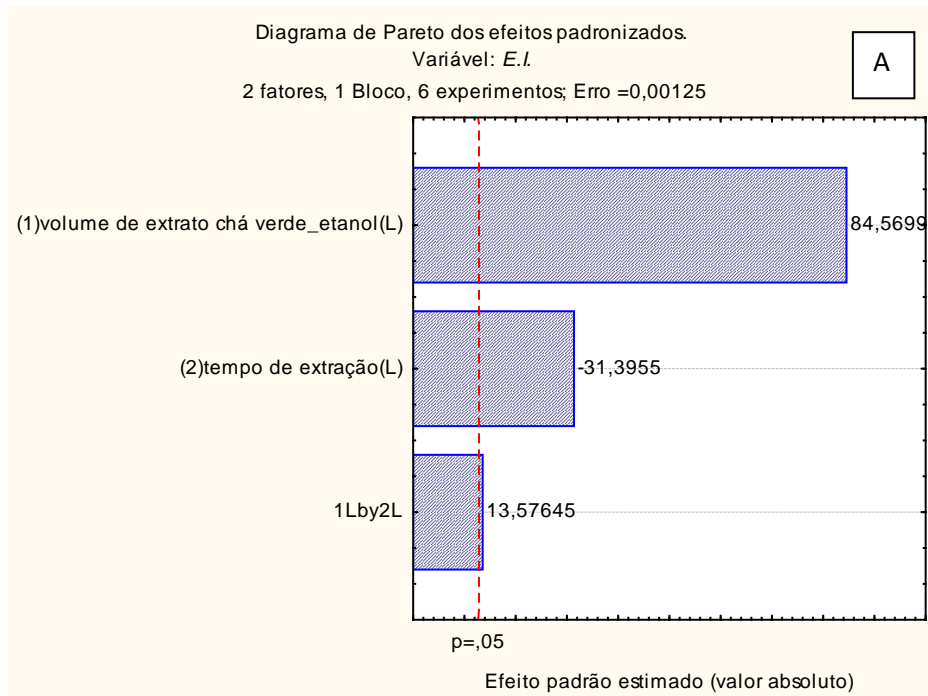 Diagrama de Pareto dos efeitos padronizados.
Variável: E.I.
2 fatores, 1 Bloco, 6 experimentos; Erro =0,00125
A
(1)volume de extrato chá verde_etanol(L)
84,5699
(2)tempo de extração(L)
-31,3955
1Lby2L
13,57645
p=,05
Efeito padrão estimado (valor absoluto)